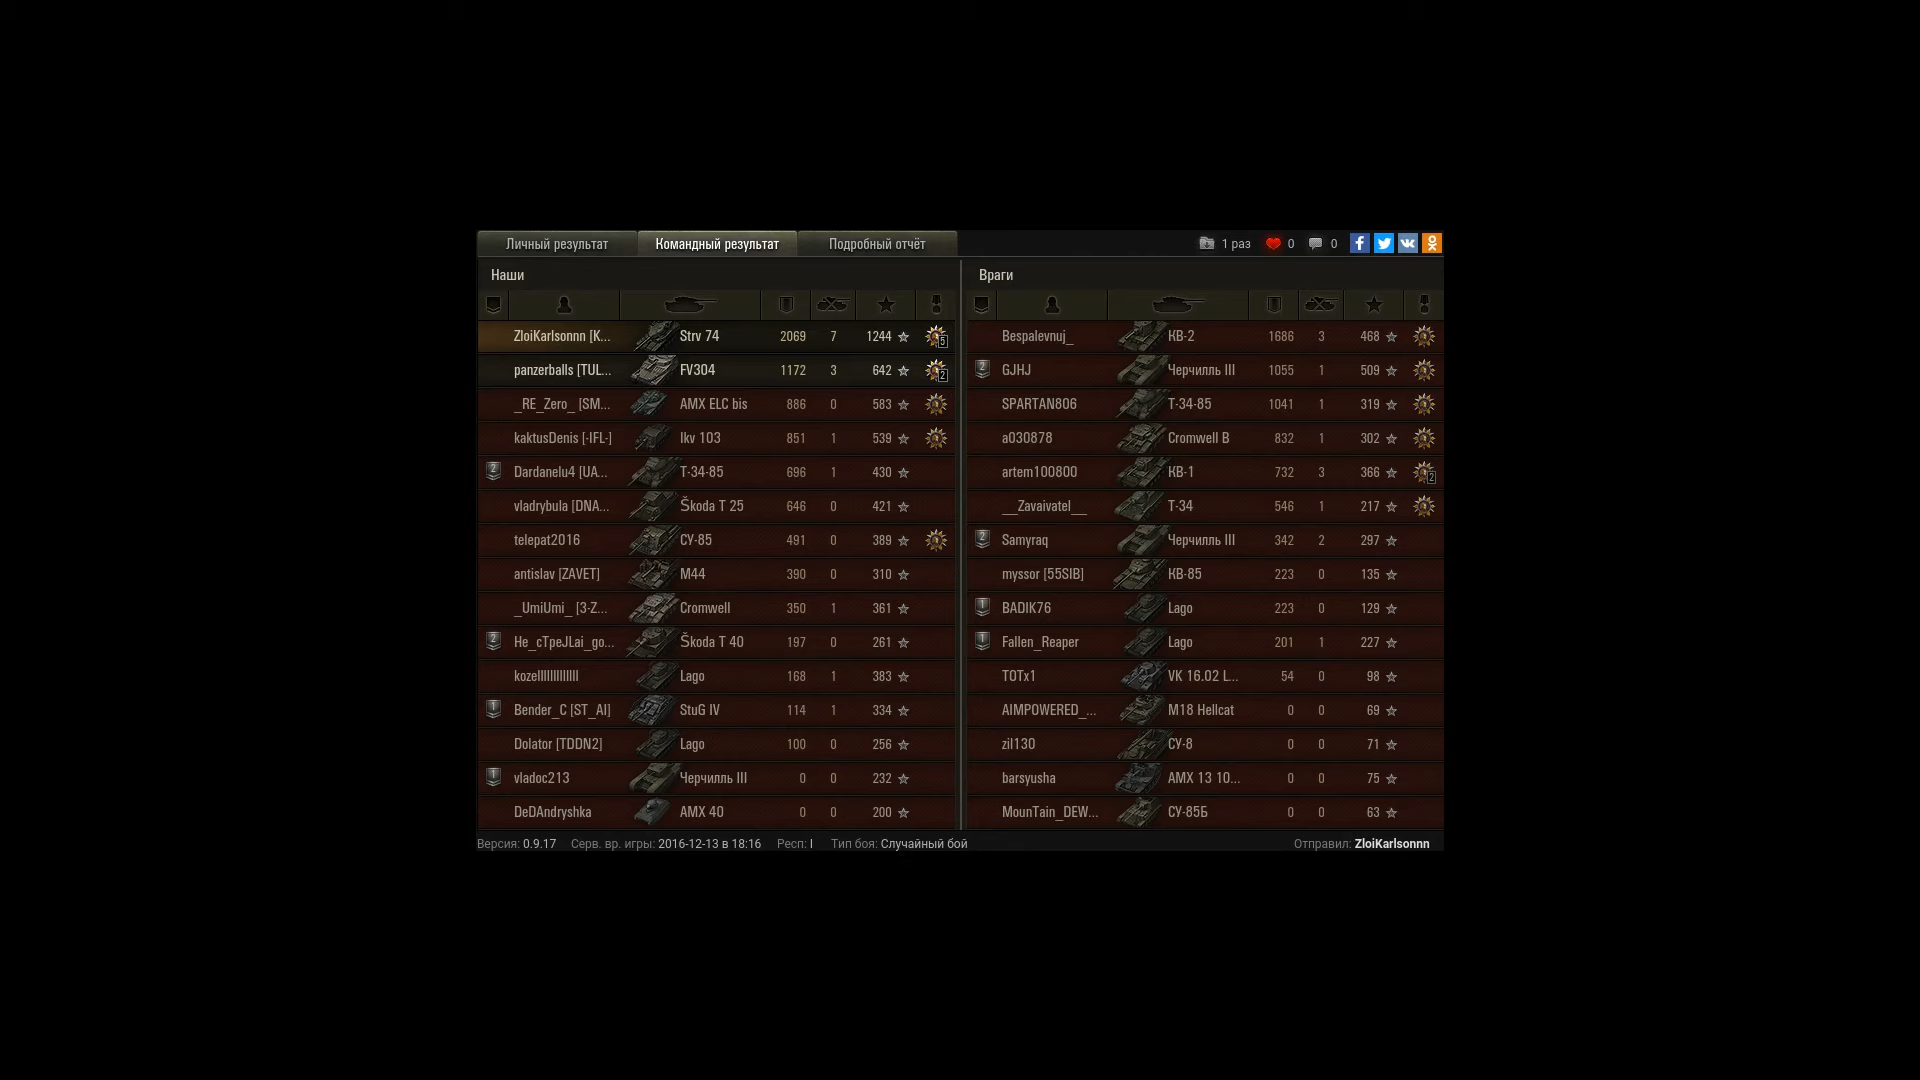 Личный результат Командный результат Подробный отчёт 1 раз 0 0
Наши Враги
ZloiKarlsonnn [K... Strv 74 2069 7 1244 5 Bespalevnuj_ КВ-2 1686 3 468
panzerballs [TUL... FV304 1172 3 642 2 2 GJHJ Черчилль III 1055 1 509
_RE_Zero_ [SM... AMX ELC bis 886 0 583 SPARTAN806 Т-34-85 1041 1 319
kaktusDenis [-IFL-] Ikv 103 851 1 539 a030878 Cromwell B 832 1 302
2 Dardanelu4 [UA... Т-34-85 696 1 430 artem100800 КВ-1 732 3 366 2
vladrybula [DNA... Škoda T 25 646 0 421 __Zavaivatel__ Т-34 546 1 217
telepat2016 СУ-85 491 0 389 2 Samyraq Черчилль III 342 2 297
antislav [ZAVET] M44 390 0 310 myssor [55SIB] КВ-85 223 0 135
_UmiUmi_ [3-Z... Cromwell 350 1 361 1 BADIK76 Lago 223 0 129
2 He_cTpeJLai_go... Škoda T 40 197 0 261 1 Fallen_Reaper Lago 201 1 227
Lago 168 1 383 TOTx1 VK 16.02 L... 54 0 98
1 Bender_C [ST_AI] StuG IV 114 1 334 AIMPOWERED_... M18 Hellcat 0 0 69
Dolator [TDDN2] Lago 100 0 256 zil130 СУ-8 0 0 71
1 vladoc213 Черчилль III 0 0 232 barsyusha AMX 13 10... 0 0 75
DeDAndryshka AMX 40 0 0 200 MounTain_DEW... СУ-85Б 0 0 63
Версия: 0.9.17 Серв. вр. игры: 2016-12-13 в 18:16 Респ: I Тип боя: Случайный бой Отправил: ZloiKarlsonnn